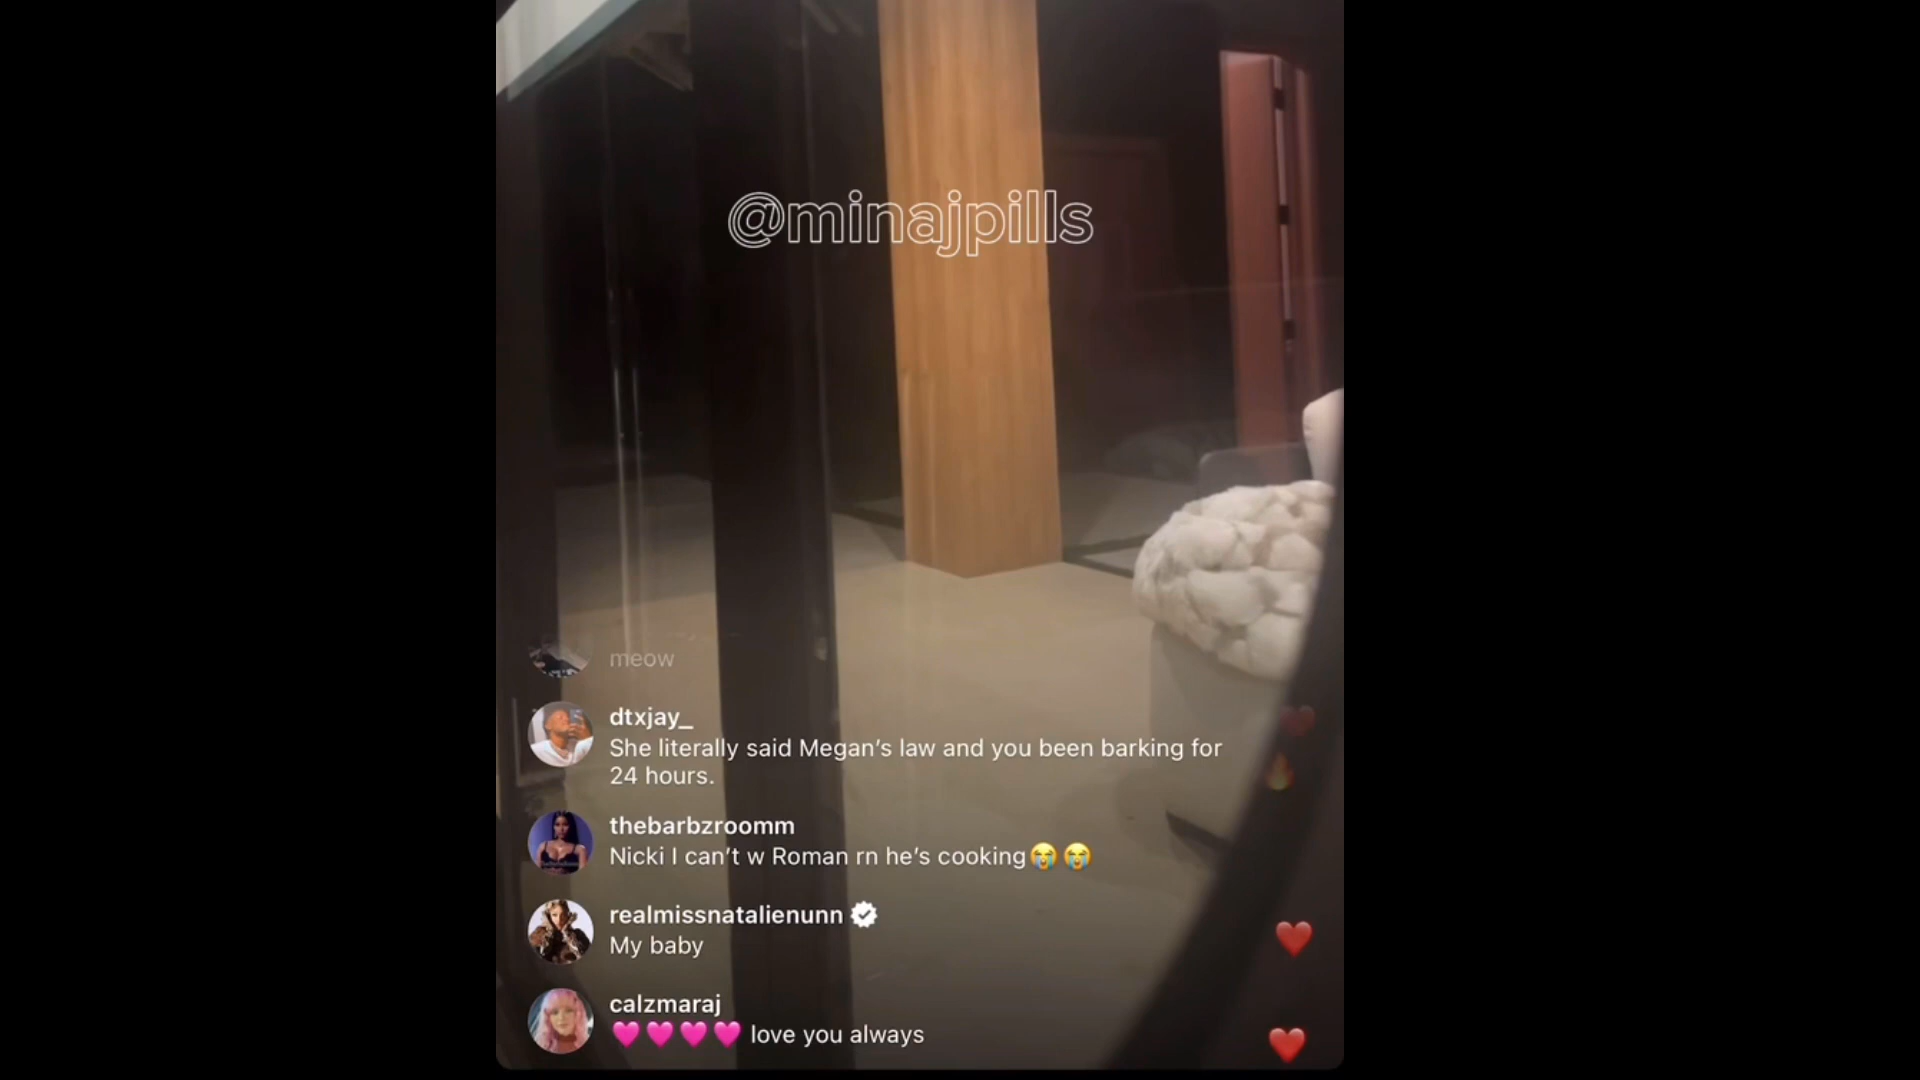 @minajpills
meow
dtxjay_
She literally said Megan’s law and you been barking for
24 hours.
thebarbzroomm
Nicki I can’t w Roman rn he’s cooking😭😭
realmissnatalienunn
My baby
calzmaraj
💗💗💗💗 love you always